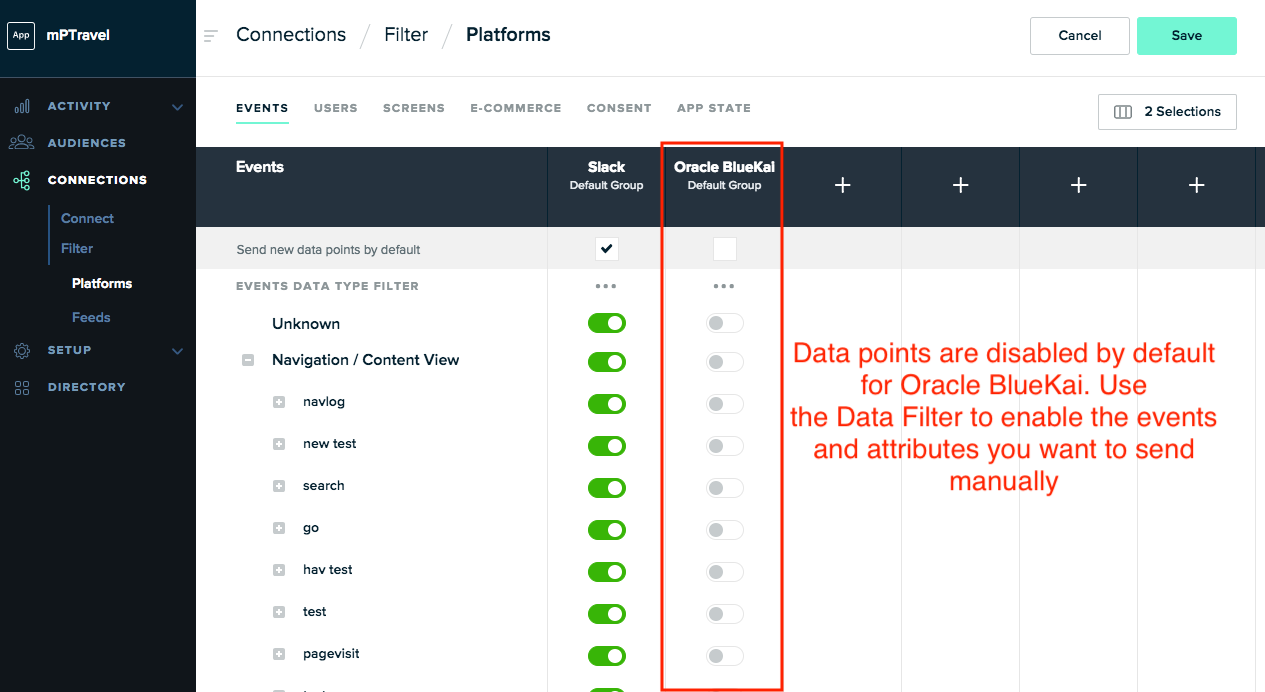 App
mPTravel
Connections / Filter / Platforms
Cancel
Save
ACTIVITY
AUDIENCES
CONNECTIONS
Connect
Filter
Platforms
Feeds
SETUP
DIRECTORY
EVENTS USERS SCREENS E-COMMERCE CONSENT APP STATE
2 Selections
Events
Slack
Default Group
Oracle BlueKai
Default Group
+ + + +
Send new data points by default
EVENTS DATA TYPE FILTER
Unknown
Navigation / Content View
navlog
new test
search
go
hav test
test
pagevisit
Data points are disabled by default
for Oracle BlueKai. Use
the Data Filter to enable the events
and attributes you want to send
manually